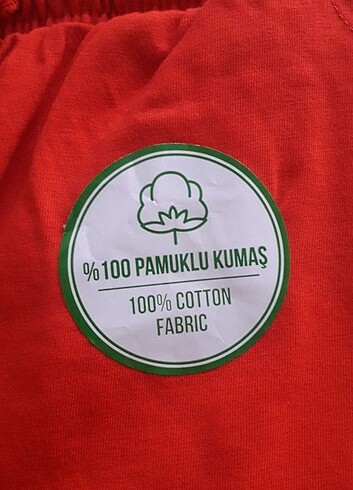 %100 PAMUKLU KUMAŞ
100% COTTON
FABRIC